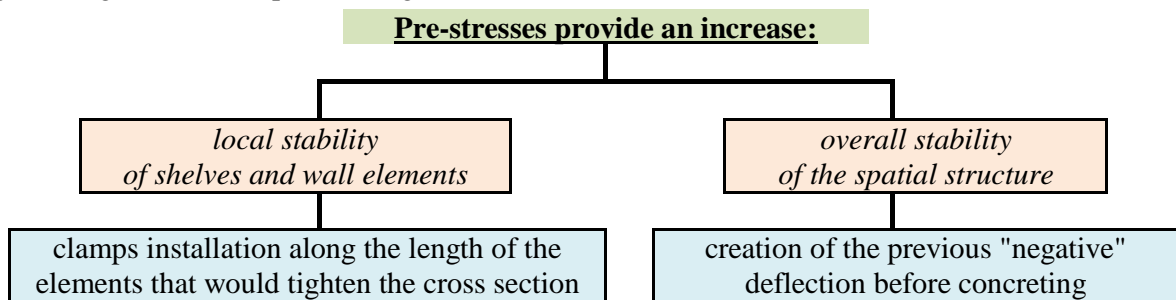 Pre-stresses provide an increase:
local stability
of shelves and wall elements
overall stability
of the spatial structure
clamps installation along the length of the
elements that would tighten the cross section
creation of the previous "negative"
deflection before concreting